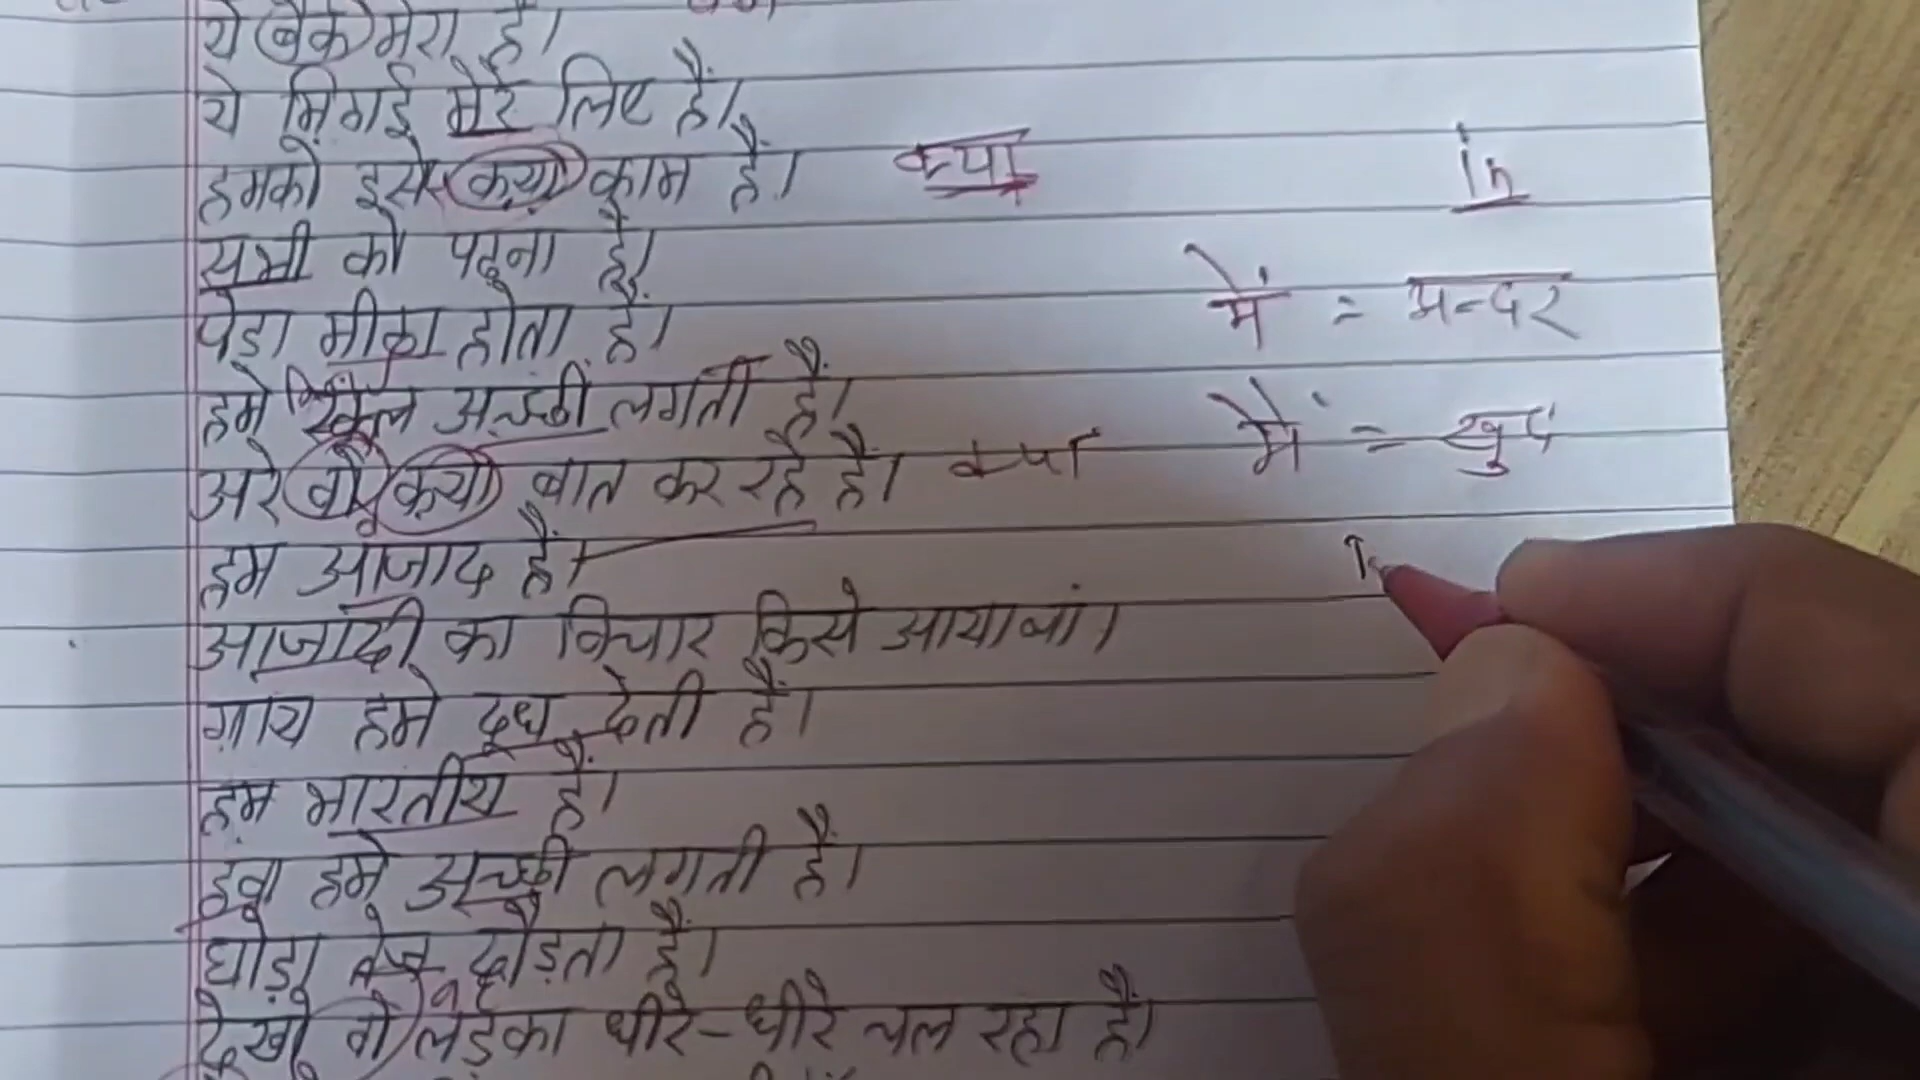 ये बैंक मेरा है।
ये मिठाई मेरे लिए है।
हमको इसे क्या काम है। क्या in
सभी को पढ़ना है।
में = अन्दर
पेड़ा मीठा होता है।
हमे स्कूल अच्छी लगती है।
मैं = खुद
अरे वो क्या बात कर रहे है। क्या
हम आजाद है।
आजादी का विचार किसे आया
गाय हमे दूध देती है।
हम भारतीय है।
हवा हमे अच्छी लगती है।
घोड़ा तेज दौड़ता है।
देखो वो लड़का धीरे-धीरे चल रहा है।